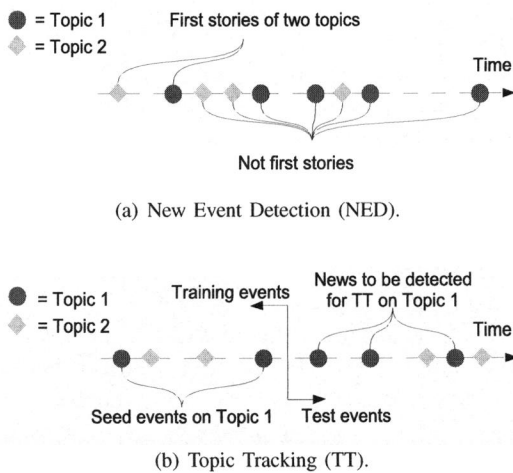 = Topic 1
First stories of two topics
= Topic 2
Time
Not first stories
(a) New Event Detection (NED).
= Topic 1
Training events
News to be detected
for TT on Topic 1
= Topic 2
Time
Seed events on Topic 1
Test events
(b) Topic Tracking (TT).